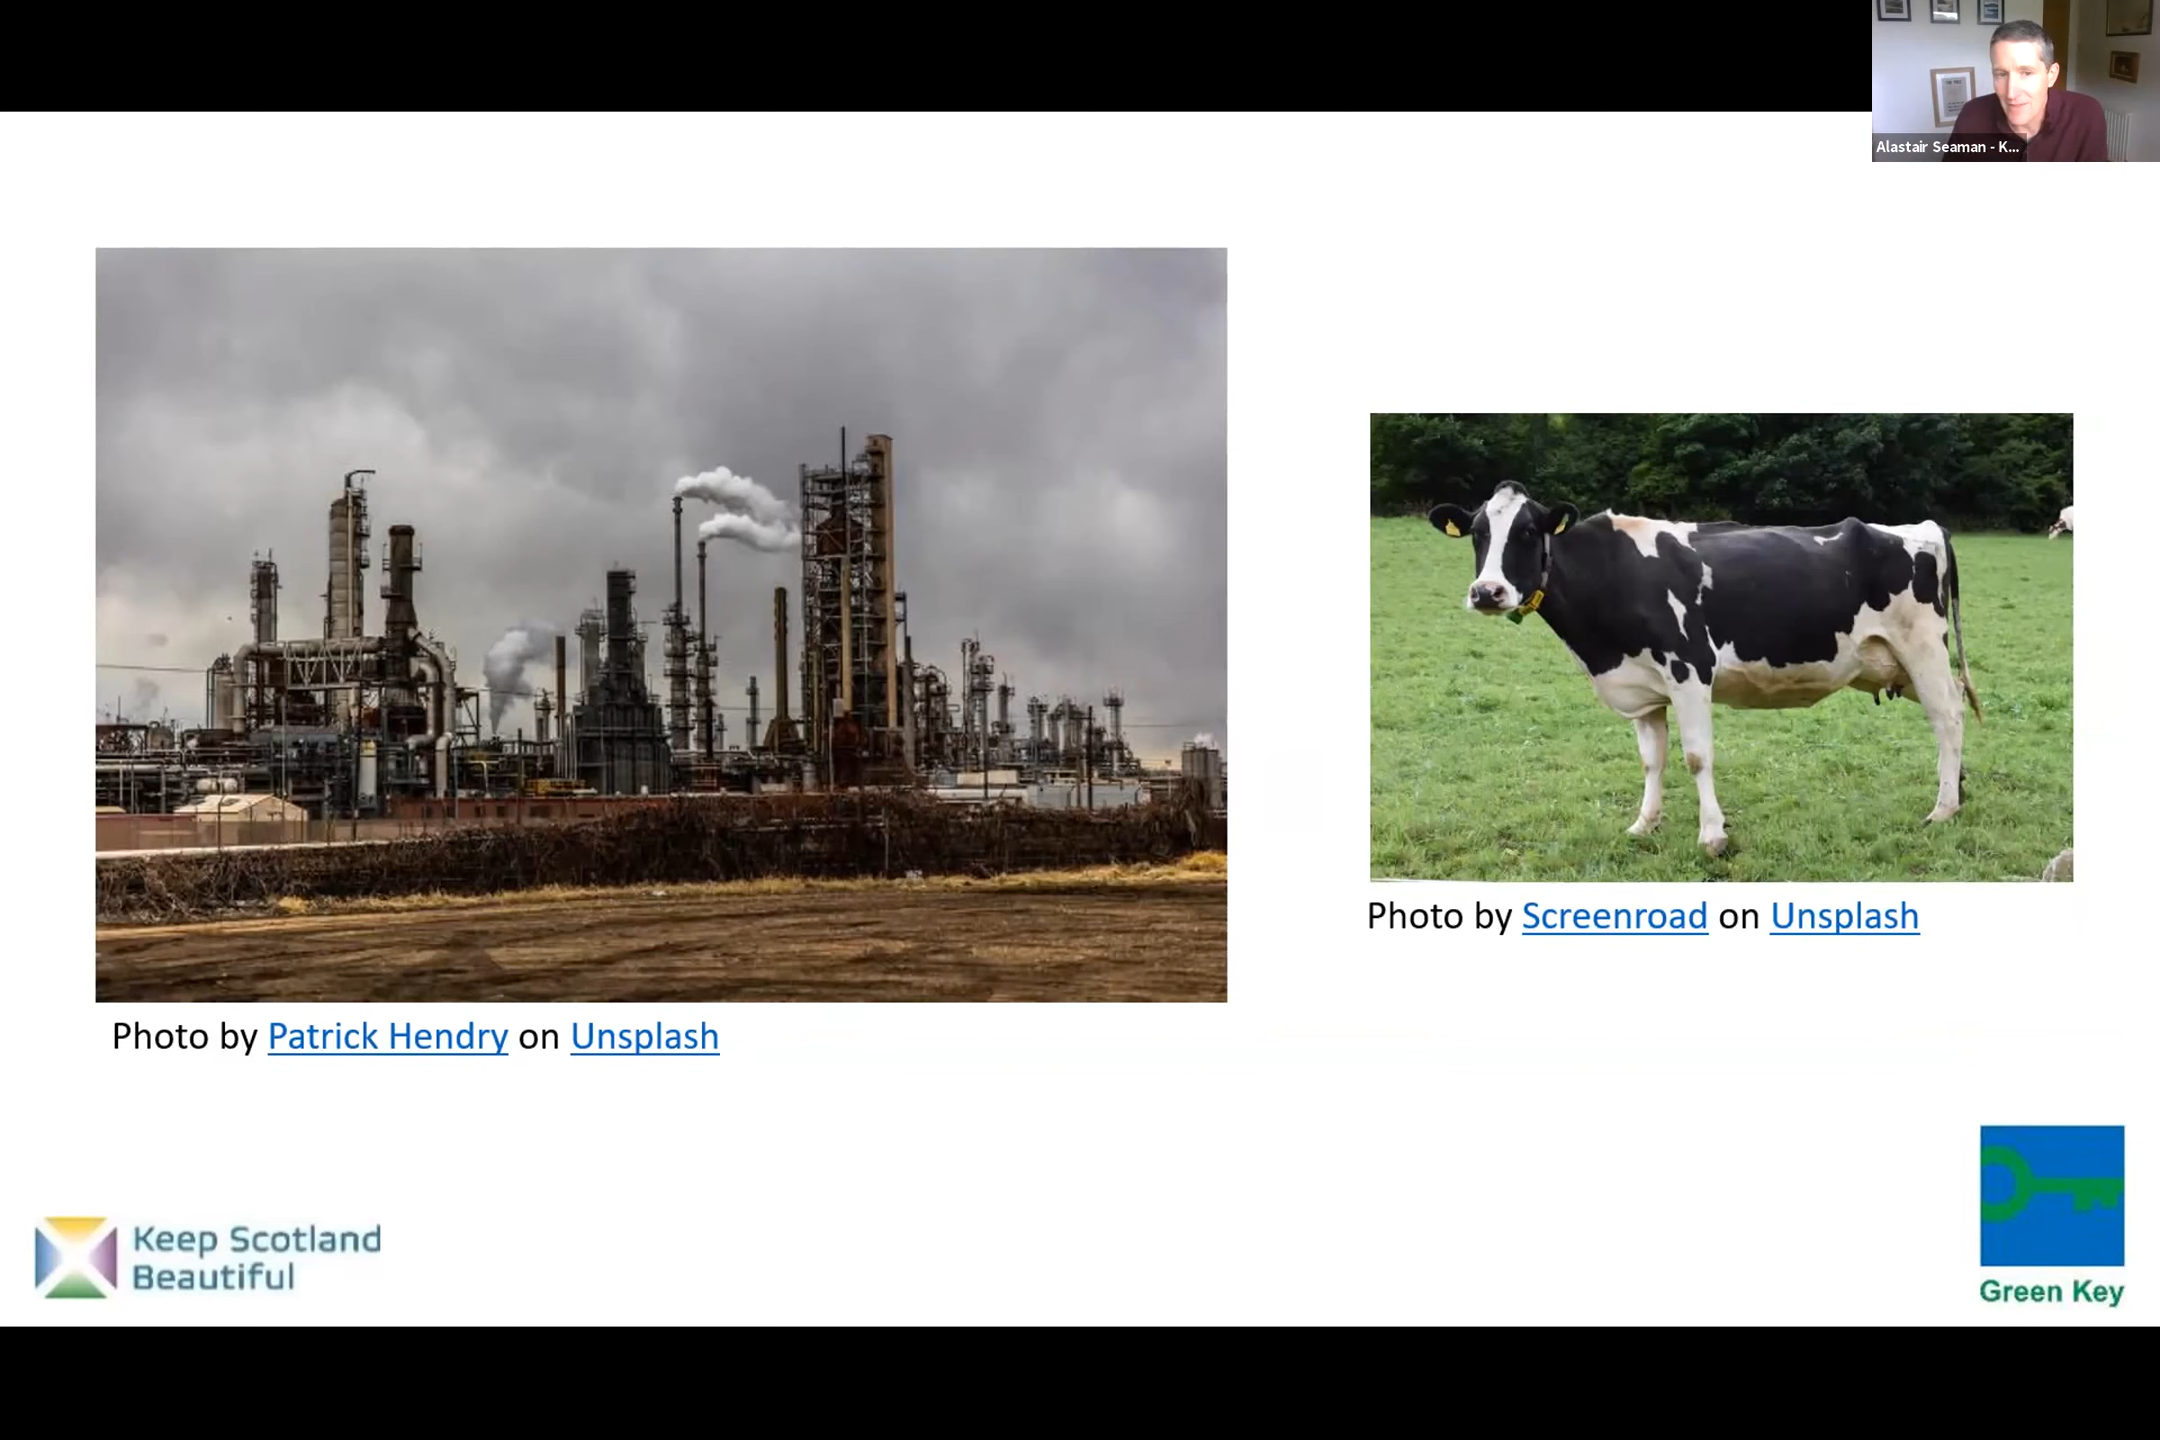 Alastair Seaman - K...
Photo by Screenroad on Unsplash
Photo by Patrick Hendry on Unsplash
Keep Scotland
Beautiful
Green Key